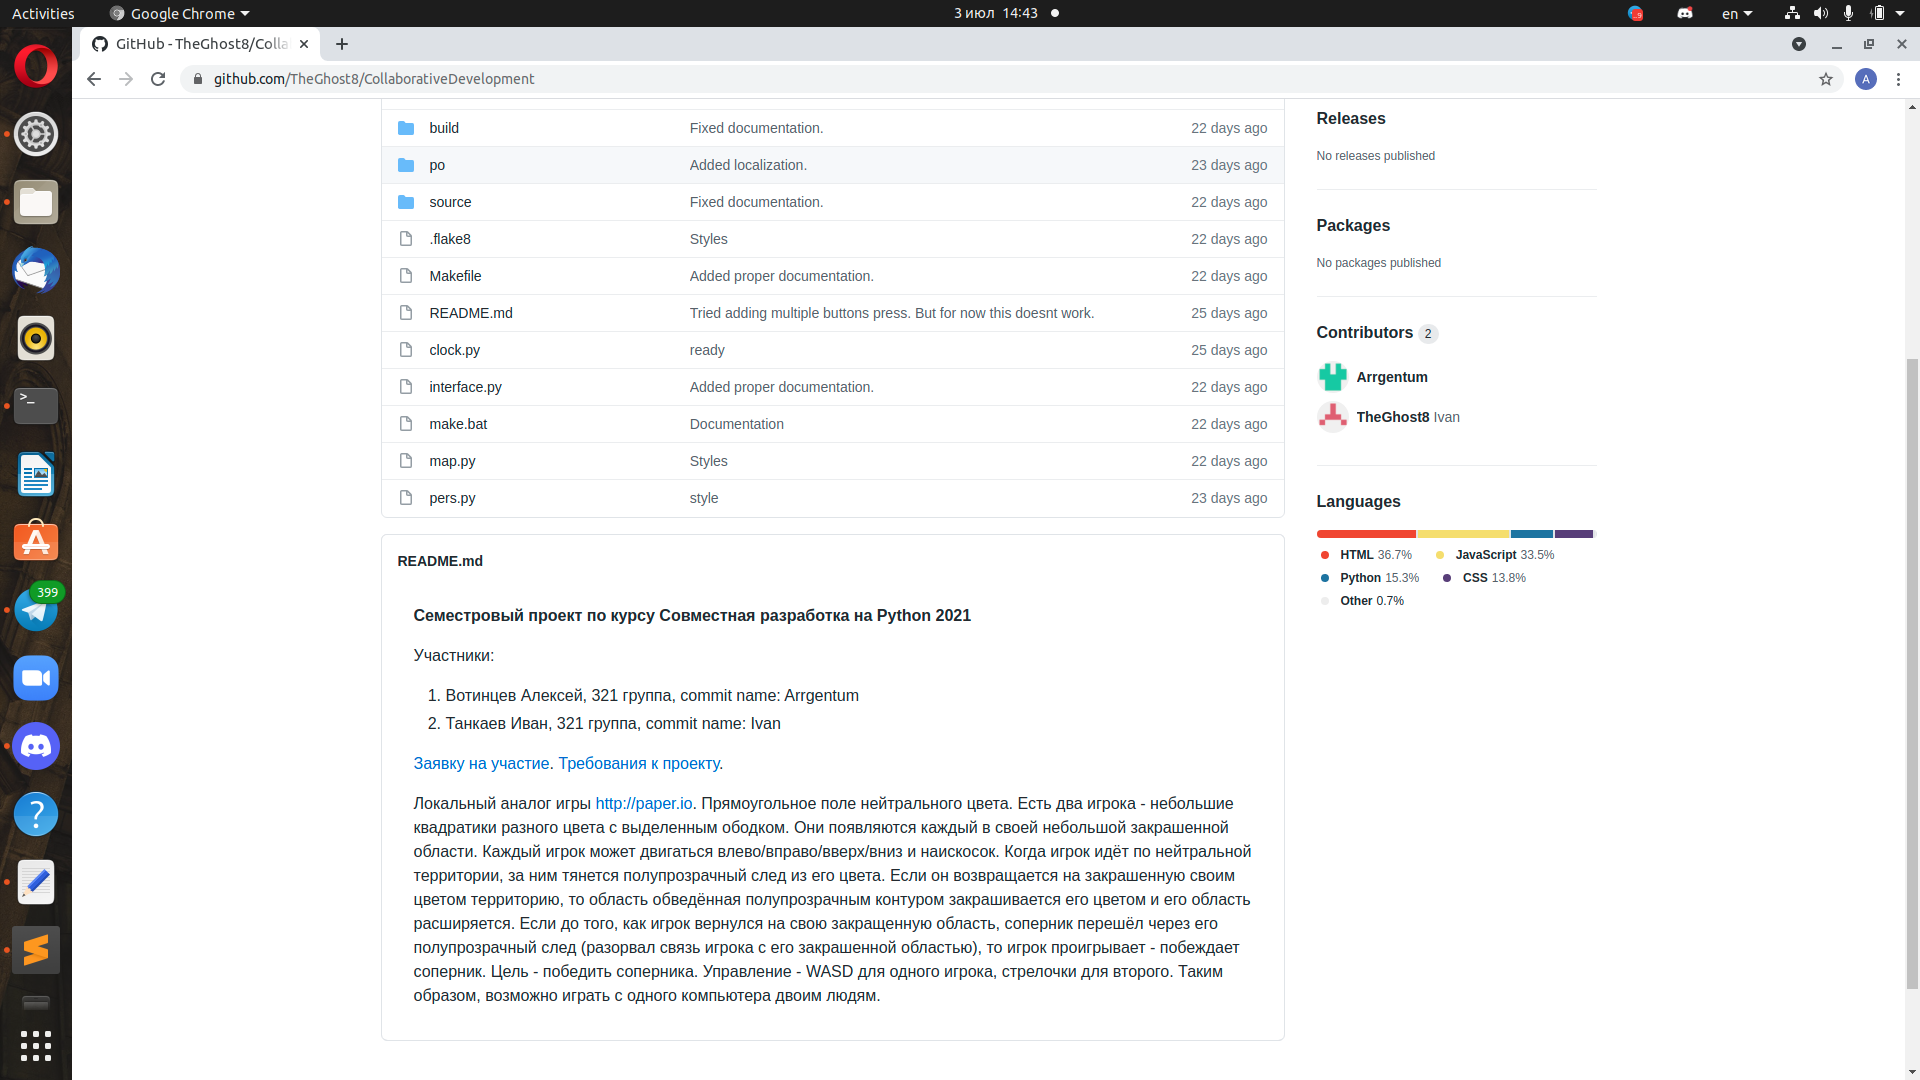 Activities
Google Chrome
3 июл 14:43
en
GitHub - TheGhost8/Colla
github.com/TheGhost8/CollaborativeDevelopment
A
build Fixed documentation. 22 days ago
po Added localization. 23 days ago
source Fixed documentation. 22 days ago
.flake8 Styles 22 days ago
Makefile Added proper documentation. 22 days ago
README.md Tried adding multiple buttons press. But for now this doesnt work. 25 days ago
clock.py ready 25 days ago
interface.py Added proper documentation. 22 days ago
make.bat Documentation 22 days ago
map.py Styles 22 days ago
pers.py style 23 days ago
README.md
Семестровый проект по курсу Совместная разработка на Python 2021
Участники:
1. Вотинцев Алексей, 321 группа, commit name: Arrgentum
2. Танкаев Иван, 321 группа, commit name: Ivan
Заявку на участие. Требования к проекту.
Локальный аналог игры http://paper.io. Прямоугольное поле нейтрального цвета. Есть два игрока - небольшие
квадратики разного цвета с выделенным ободком. Они появляются каждый в своей небольшой закрашенной
области. Каждый игрок может двигаться влево/вправо/вверх/вниз и наискосок. Когда игрок идёт по нейтральной
территории, за ним тянется полупрозрачный след из его цвета. Если он возвращается на закрашенную своим
цветом территорию, то область обведённая полупрозрачным контуром закрашивается его цветом и его область
расширяется. Если до того, как игрок вернулся на свою закращенную область, соперник перешёл через его
полупрозрачный след (разорвал связь игрока с его закрашенной областью), то игрок проигрывает - побеждает
соперник. Цель - победить соперника. Управление - WASD для одного игрока, стрелочки для второго. Таким
образом, возможно играть с одного компьютера двоим людям.
Releases
No releases published
Packages
No packages published
Contributors 2
Arrgentum
TheGhost8 Ivan
Languages
HTML 36.7% JavaScript 33.5%
Python 15.3% CSS 13.8%
Other 0.7%
>_
399
?